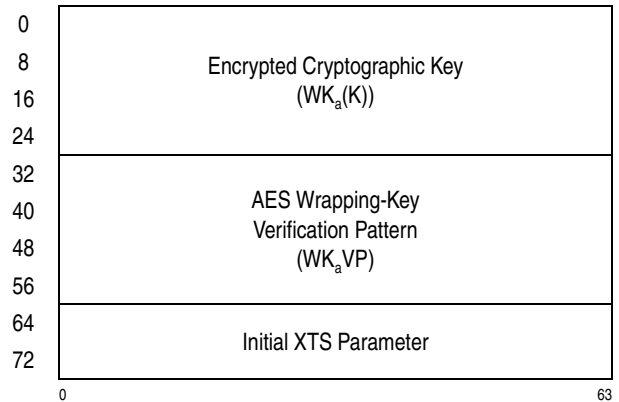 0
8
16
24
32
40
48
56
64
72
Encrypted Cryptographic Key
(WKₐ(K))
AES Wrapping-Key
Verification Pattern
(WKₐVP)
Initial XTS Parameter
0 63